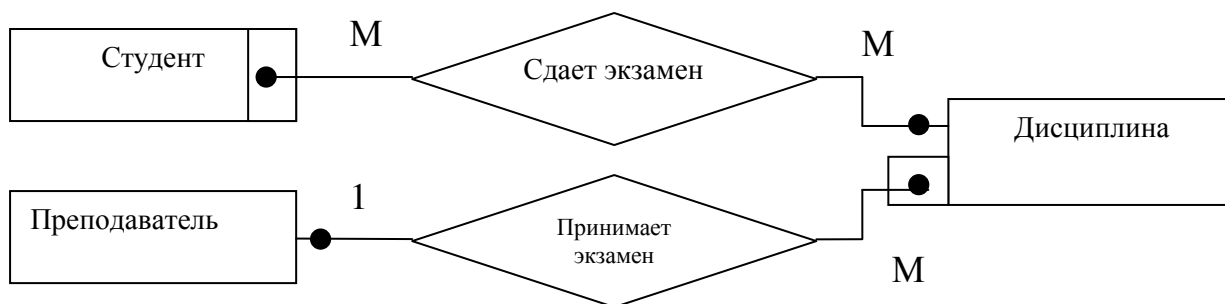 М
М
Студент
Сдает экзамен
Дисциплина
1
Преподаватель
Принимает
экзамен
М